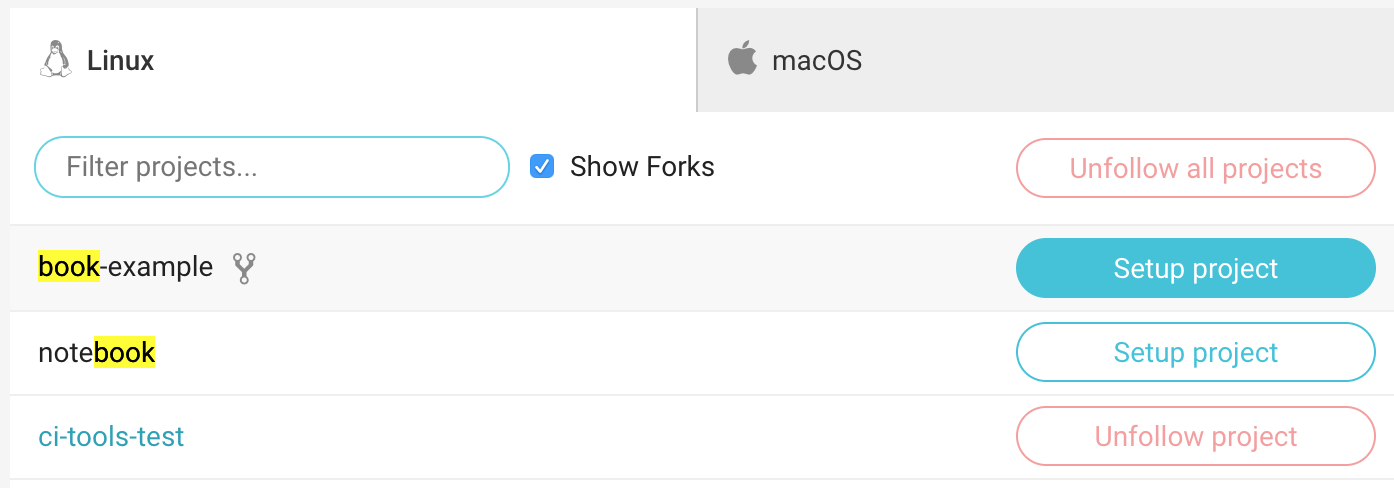 Linux
macOS
Filter projects...
Show Forks
Unfollow all projects
book-example
Setup project
notebook
Setup project
ci-tools-test
Unfollow project